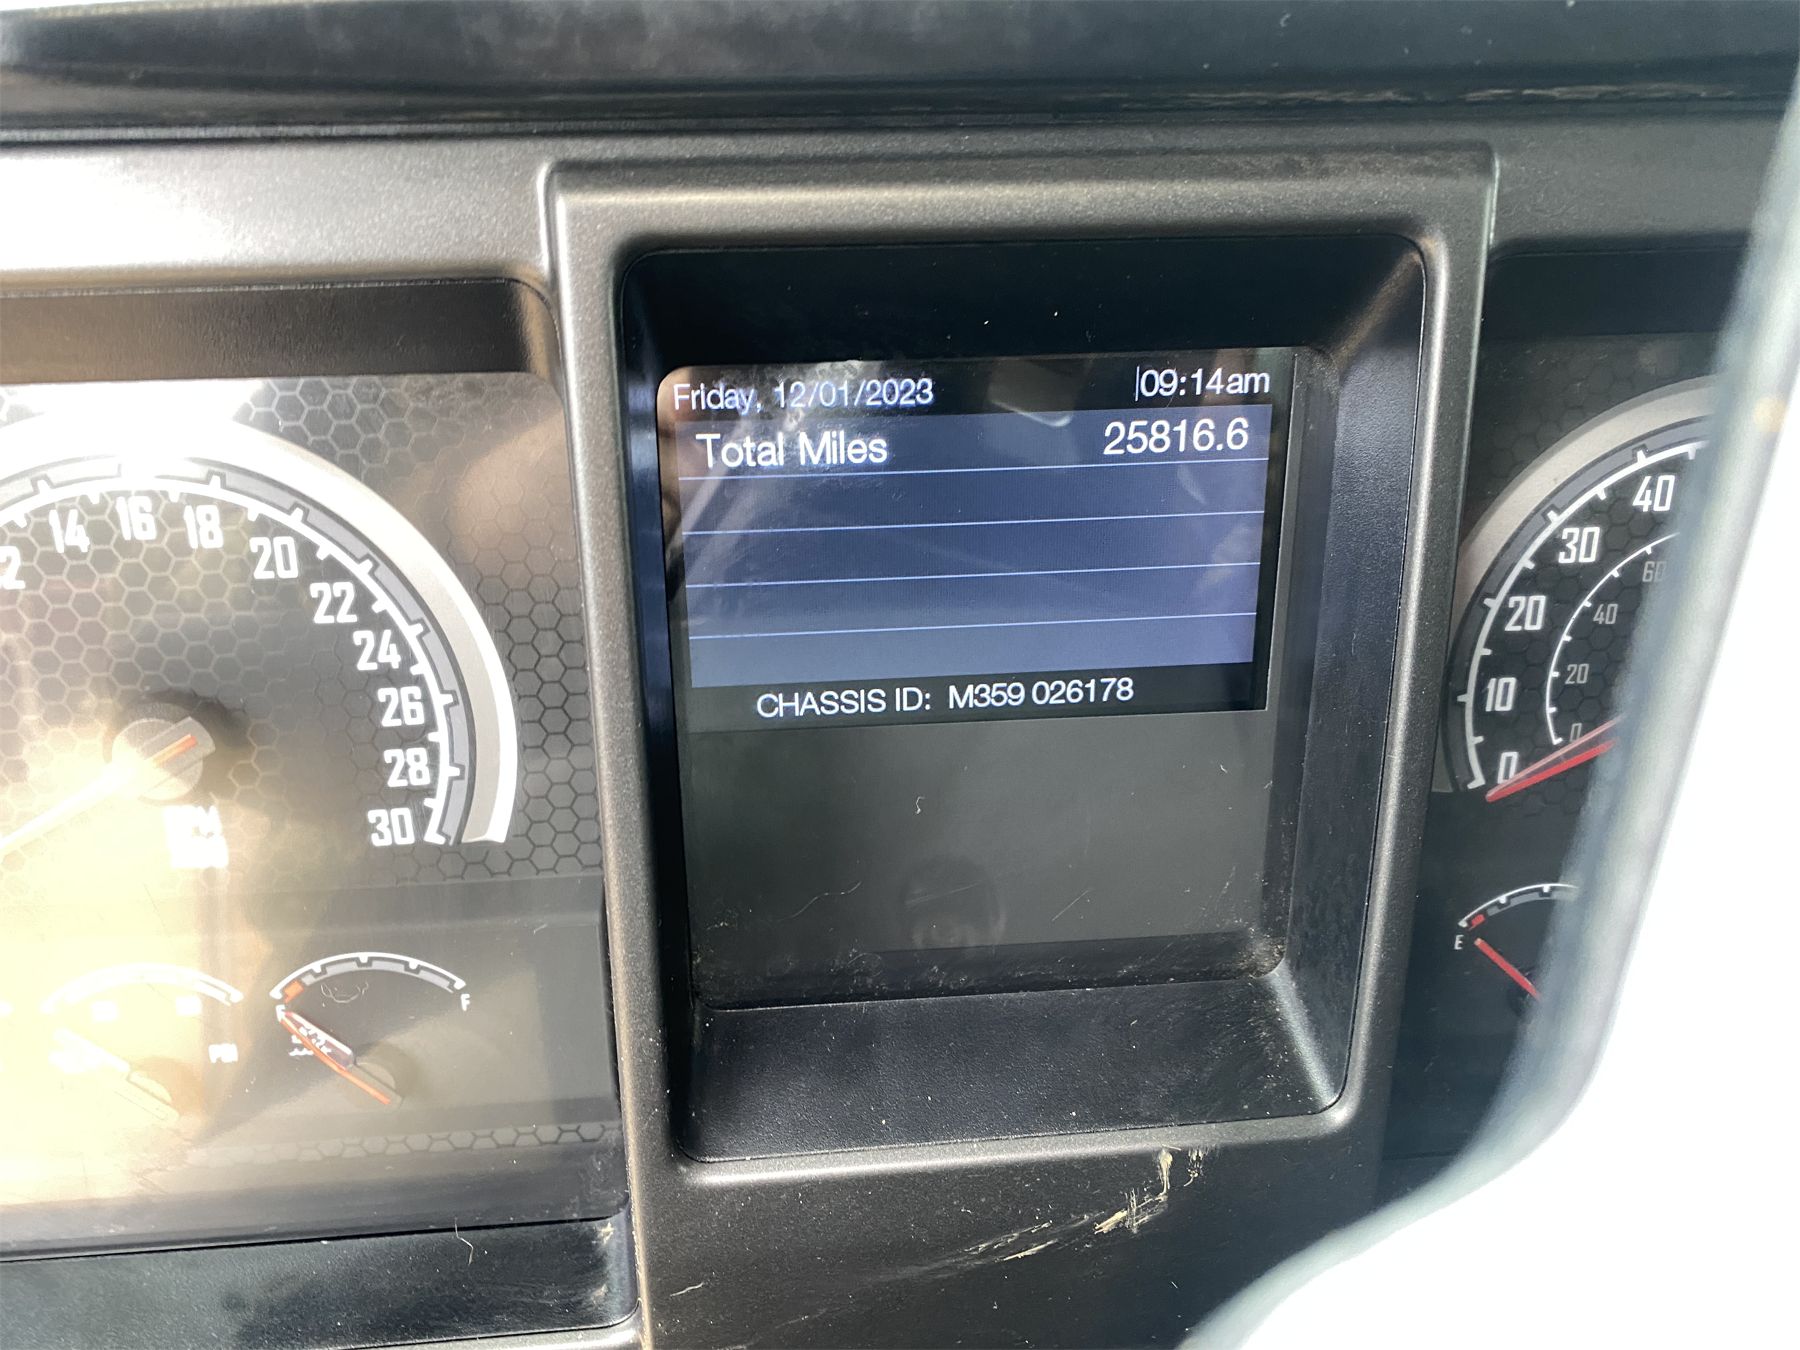 Friday, 12/01/2023 09:14am
Total Miles 25816.6
CHASSIS ID: M359 026178
14 16 18 20 22 24 26 28 30
F
0 10 20 30 40
0 20 40 60
E